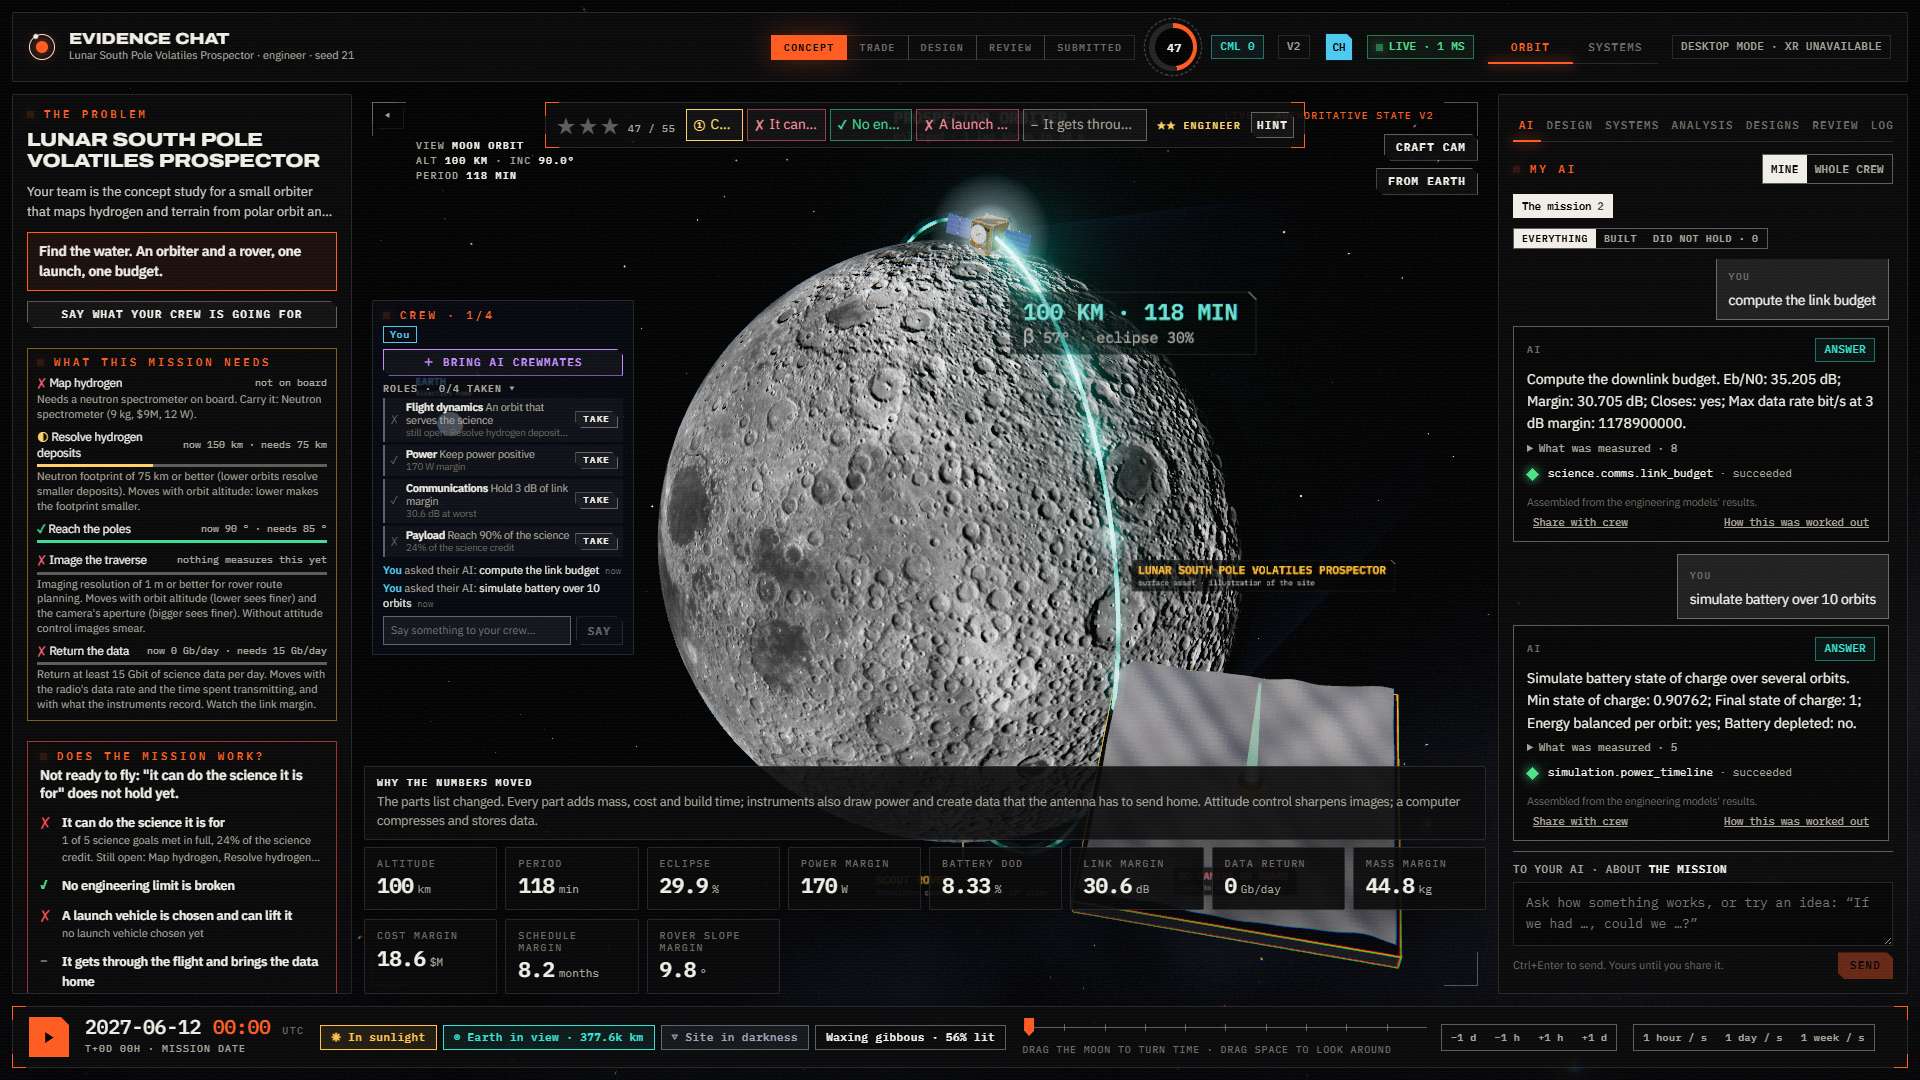 EVIDENCE CHAT
Lunar South Pole Volatiles Prospector · engineer · seed 21
CONCEPT
TRADE
DESIGN
REVIEW
SUBMITTED
47
CML 0
V2
CH
LIVE · 1 MS
ORBIT
SYSTEMS
DESKTOP MODE · XR UNAVAILABLE
THE PROBLEM
LUNAR SOUTH POLE
VOLATILES PROSPECTOR
Your team is the concept study for a small orbiter
that maps hydrogen and terrain from polar orbit an...
Find the water. An orbiter and a rover, one
launch, one budget.
SAY WHAT YOUR CREW IS GOING FOR
WHAT THIS MISSION NEEDS
✗ Map hydrogen not on board
Needs a neutron spectrometer on board. Carry it: Neutron
spectrometer (9 kg, $9M, 12 W).
Resolve hydrogen
deposits
now 150 km · needs 75 km
Neutron footprint of 75 km or better (lower orbits resolve
smaller deposits). Moves with orbit altitude: lower makes
the footprint smaller.
✓ Reach the poles now 90 ° · needs 85 °
✗ Image the traverse nothing measures this yet
Imaging resolution of 1 m or better for rover route
planning. Moves with orbit altitude (lower sees finer) and
the camera's aperture (bigger sees finer). Without attitude
control images smear.
✗ Return the data now 0 Gb/day · needs 15 Gb/day
Return at least 15 Gbit of science data per day. Moves with
the radio's data rate and the time spent transmitting, and
with what the instruments record. Watch the link margin.
DOES THE MISSION WORK?
Not ready to fly: "it can do the science it is
for" does not hold yet.
✗ It can do the science it is for
1 of 5 science goals met in full, 24% of the science
credit. Still open: Map hydrogen, Resolve hydrogen...
✓ No engineering limit is broken
✗ A launch vehicle is chosen and can lift it
no launch vehicle chosen yet
– It gets through the flight and brings the data
home
★★★ 47 / 55
① C...
✗ It can...
✓ No en...
✗ A launch ...
– It gets throu...
★★ ENGINEER
HINT
ORITATIVE STATE V2
VIEW MOON ORBIT
ALT 100 KM · INC 90.0°
PERIOD 118 MIN
CRAFT CAM
FROM EARTH
CREW · 1/4
You
+ BRING AI CREWMATES
EARTH
ROLES · 0/4 TAKEN ▾
✗ Flight dynamics An orbit that
serves the science
still open: Resolve hydrogen deposit...
TAKE
✓ Power Keep power positive
170 W margin
TAKE
✓ Communications Hold 3 dB of link
margin
30.6 dB at worst
TAKE
✗ Payload Reach 90% of the science
24% of the science credit
TAKE
You asked their AI: compute the link budget now
You asked their AI: simulate battery over 10
orbits now
Say something to your crew...
SAY
100 KM · 118 MIN
β 57° · eclipse 30%
LUNAR SOUTH POLE VOLATILES PROSPECTOR
surface asset · illustration of the site
WHY THE NUMBERS MOVED
The parts list changed. Every part adds mass, cost and build time; instruments also draw power and create data that the antenna has to send home. Attitude control sharpens images; a computer
compresses and stores data.
ALTITUDE
100 km
PERIOD
118 min
ECLIPSE
29.9 %
POWER MARGIN
170 W
BATTERY DOD
8.33 %
LINK MARGIN
30.6 dB
DATA RETURN
0 Gb/day
MASS MARGIN
44.8 kg
COST MARGIN
18.6 $M
SCHEDULE
MARGIN
8.2 months
ROVER SLOPE
MARGIN
9.8 °
AI
DESIGN
SYSTEMS
ANALYSIS
DESIGNS
REVIEW
LOG
MY AI
MINE
WHOLE CREW
The mission 2
EVERYTHING
BUILT
DID NOT HOLD · 0
YOU
compute the link budget
AI
ANSWER
Compute the downlink budget. Eb/N0: 35.205 dB;
Margin: 30.705 dB; Closes: yes; Max data rate bit/s at 3
dB margin: 1178900000.
▶ What was measured · 8
science.comms.link_budget · succeeded
Assembled from the engineering models' results.
Share with crew
How this was worked out
YOU
simulate battery over 10 orbits
AI
ANSWER
Simulate battery state of charge over several orbits.
Min state of charge: 0.90762; Final state of charge: 1;
Energy balanced per orbit: yes; Battery depleted: no.
▶ What was measured · 5
simulation.power_timeline · succeeded
Assembled from the engineering models' results.
Share with crew
How this was worked out
TO YOUR AI · ABOUT THE MISSION
Ask how something works, or try an idea: “If
we had …, could we …?”
Ctrl+Enter to send. Yours until you share it.
SEND
2027-06-12 00:00 UTC
T+0D 00H · MISSION DATE
In sunlight
Earth in view · 377.6k km
Site in darkness
Waxing gibbous · 56% lit
DRAG THE MOON TO TURN TIME · DRAG SPACE TO LOOK AROUND
−1 d
−1 h
+1 h
+1 d
1 hour / s
1 day / s
1 week / s